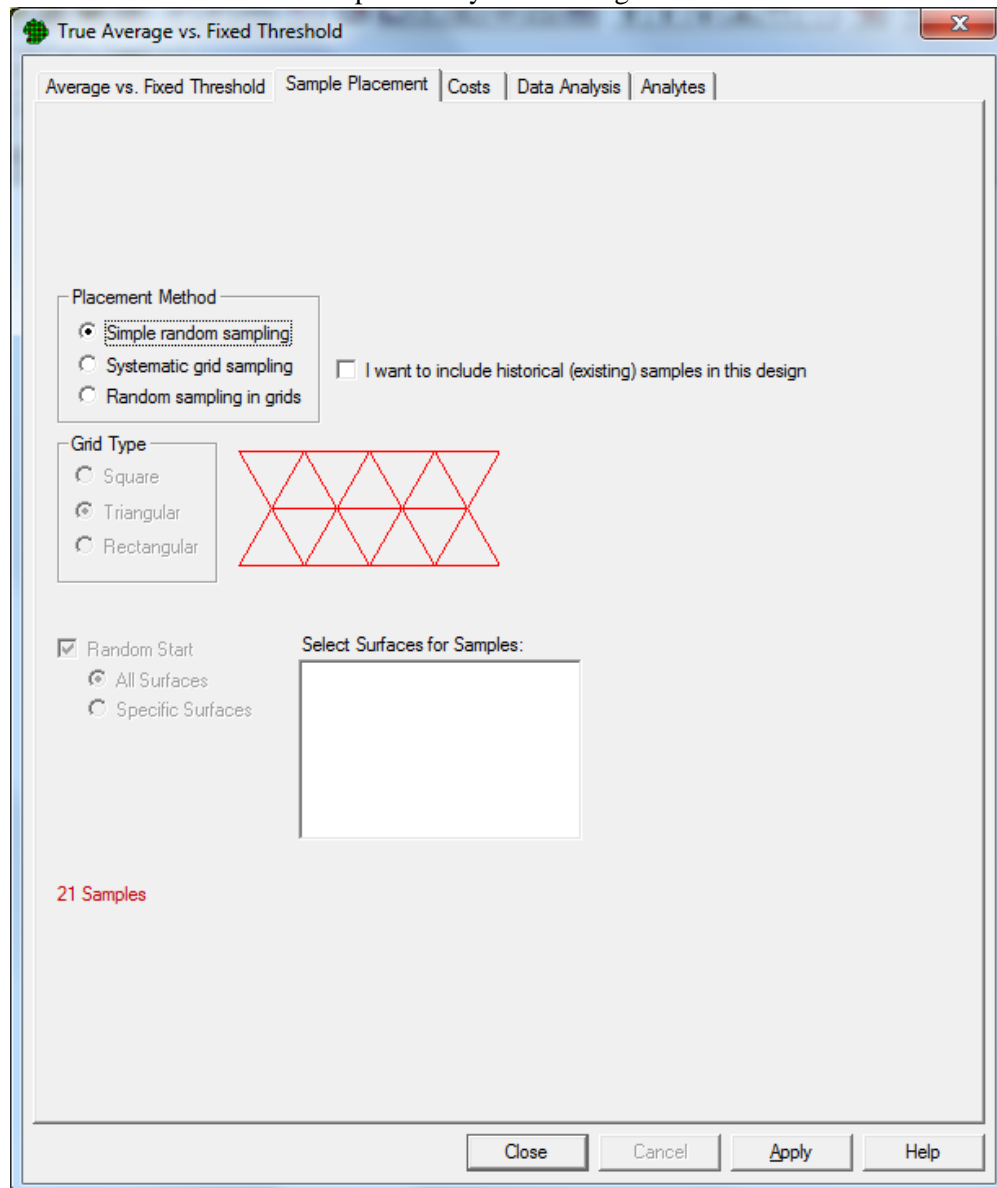 True Average vs. Fixed Threshold
X
Average vs. Fixed Threshold Sample Placement Costs Data Analysis Analytes
Placement Method
Simple random sampling
Systematic grid sampling
Random sampling in grids
I want to include historical (existing) samples in this design
Grid Type
Square
Triangular
Rectangular
Random Start
All Surfaces
Specific Surfaces
Select Surfaces for Samples:
21 Samples
Close Cancel Apply Help